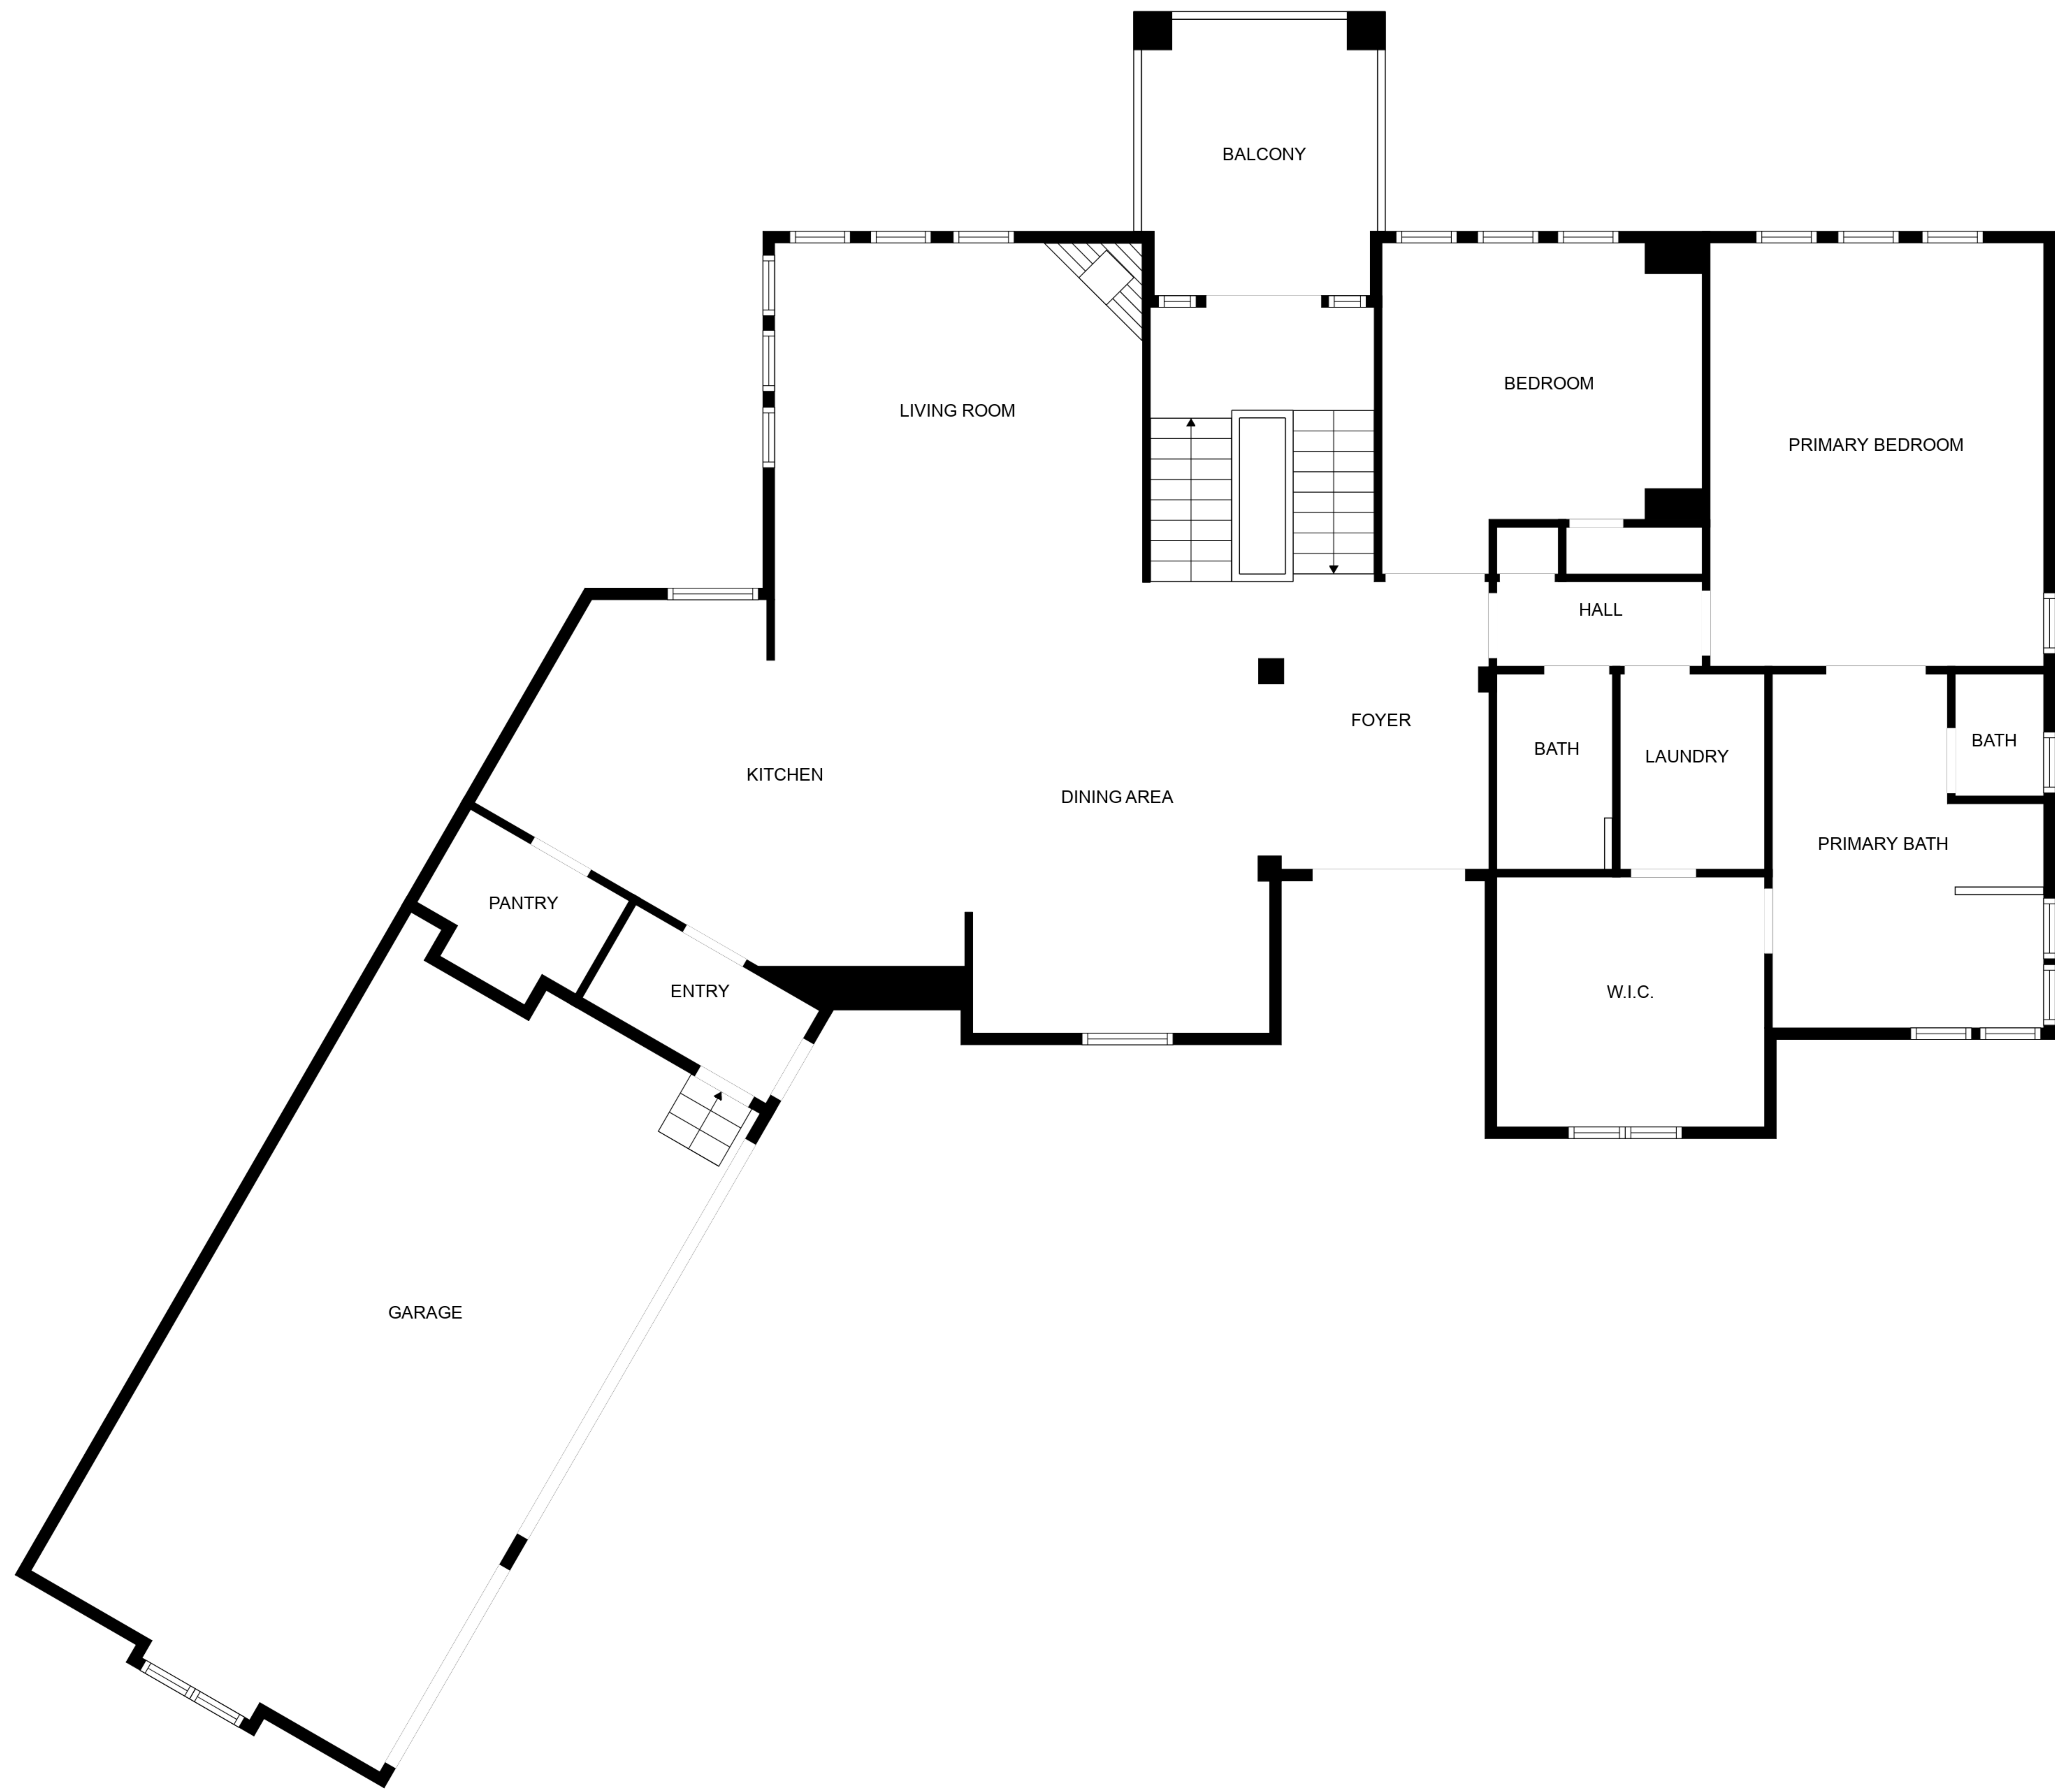 BALCONY
BEDROOM
LIVING ROOM
PRIMARY BEDROOM
HALL
FOYER
BATH
BATH
LAUNDRY
KITCHEN
DINING AREA
PRIMARY BATH
PANTRY
ENTRY
W.I.C.
GARAGE